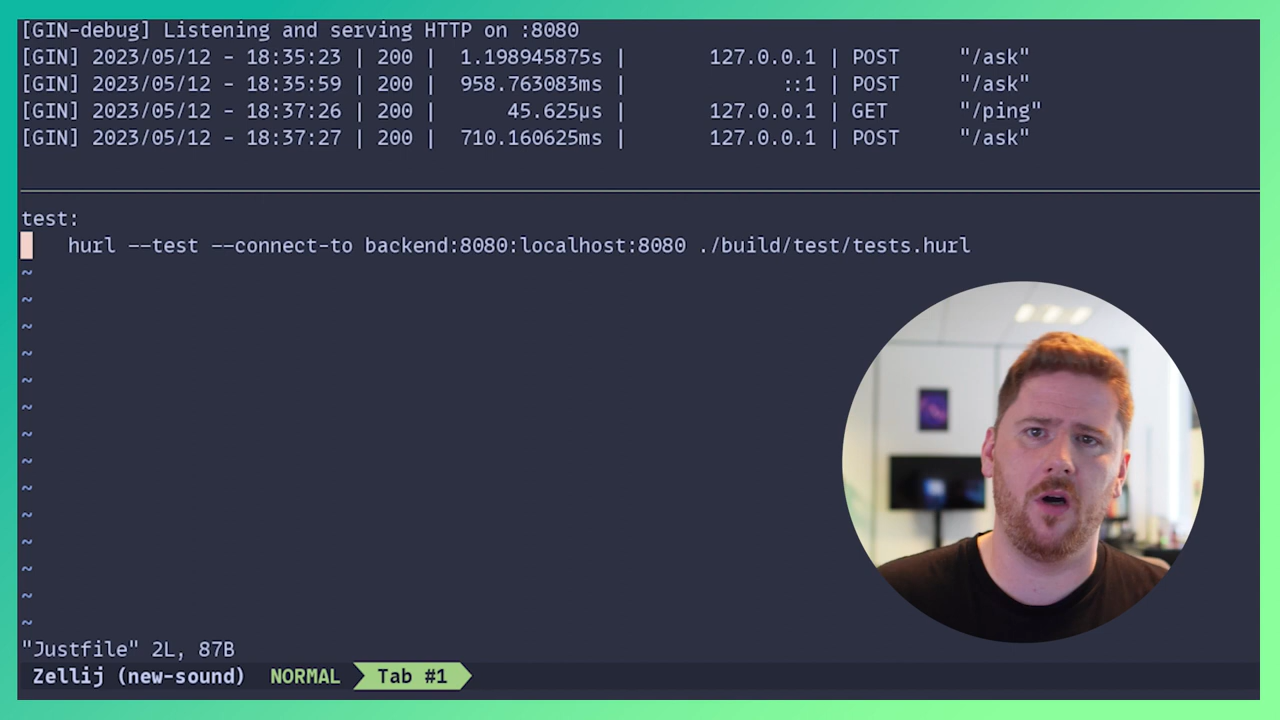 [GIN-debug] Listening and serving HTTP on :8080
[GIN] 2023/05/12 - 18:35:23 | 200 |  1.198945875s |       127.0.0.1 | POST     "/ask"
[GIN] 2023/05/12 - 18:35:59 | 200 |  958.763083ms |             ::1 | POST     "/ask"
[GIN] 2023/05/12 - 18:37:26 | 200 |      45.625µs |       127.0.0.1 | GET      "/ping"
[GIN] 2023/05/12 - 18:37:27 | 200 |  710.160625ms |       127.0.0.1 | POST     "/ask"
test:
    hurl --test --connect-to backend:8080:localhost:8080 ./build/test/tests.hurl
~
~
~
~
~
~
~
~
~
~
~
~
~
~
"Justfile" 2L, 87B
Zellij (new-sound)  NORMAL  Tab #1